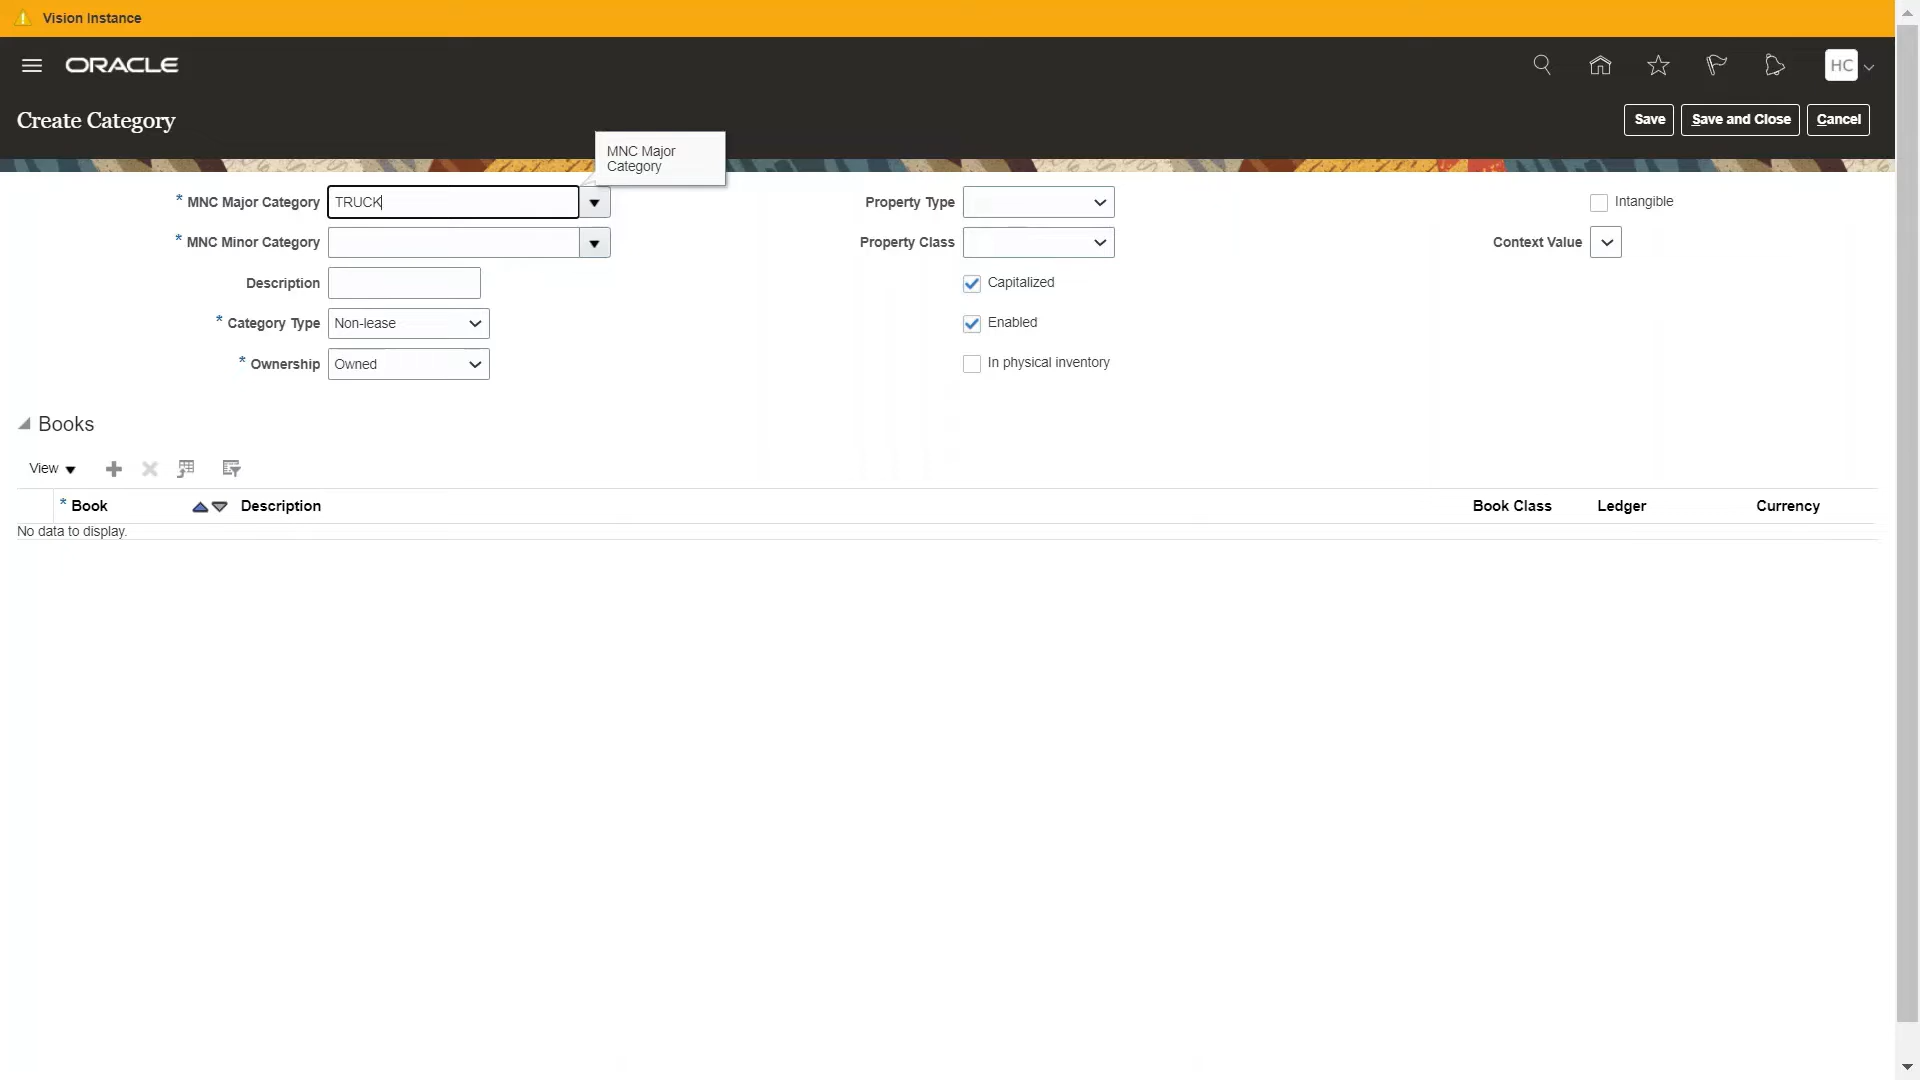 Vision Instance
ORACLE
HC
Create Category
Save
Save and Close
Cancel
MNC Major
Category
* MNC Major Category
TRUCK
Property Type
Intangible
* MNC Minor Category
Property Class
Context Value
Description
Capitalized
* Category Type
Non-lease
Enabled
* Ownership
Owned
In physical inventory
Books
View
* Book
Description
Book Class
Ledger
Currency
No data to display.